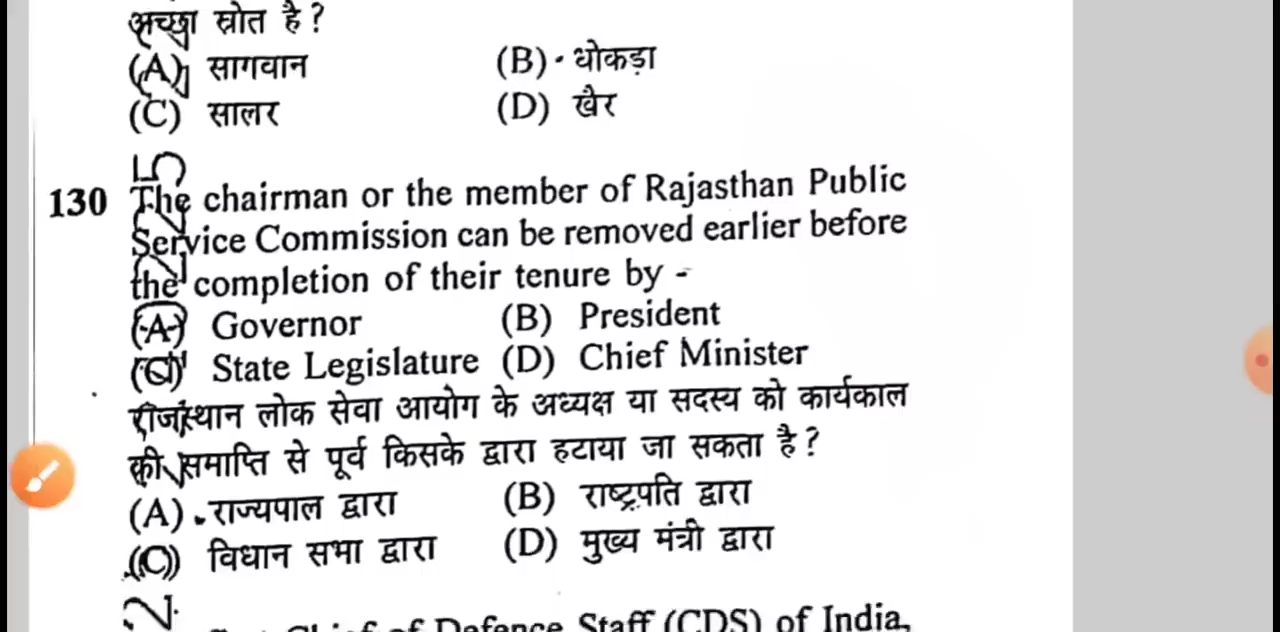 अच्छा स्रोत है?
(A) सागवान (B) धोकड़ा
(C) सालर (D) खैर
130 The chairman or the member of Rajasthan Public
Service Commission can be removed earlier before
the completion of their tenure by -
(A) Governor (B) President
(C) State Legislature (D) Chief Minister
राजस्थान लोक सेवा आयोग के अध्यक्ष या सदस्य को कार्यकाल
की समाप्ति से पूर्व किसके द्वारा हटाया जा सकता है?
(A) राज्यपाल द्वारा (B) राष्ट्रपति द्वारा
(C) विधान सभा द्वारा (D) मुख्य मंत्री द्वारा
Chief of Defence Staff (CDS) of India,